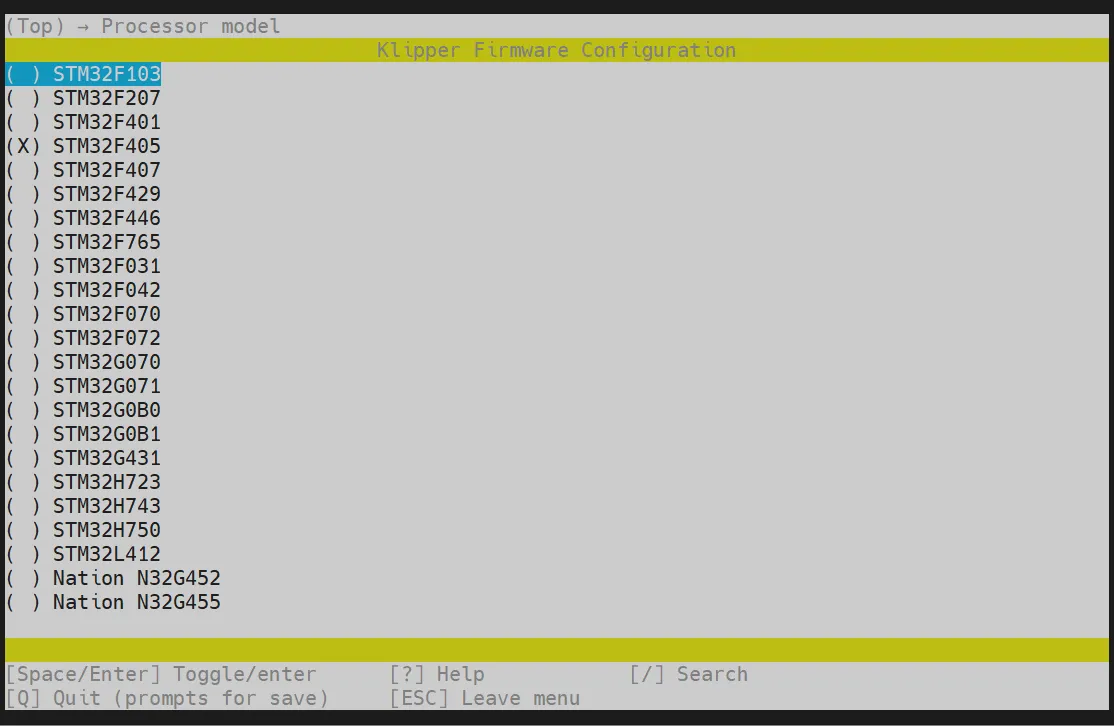 (Top) → Processor model
Klipper Firmware Configuration
( ) STM32F103
( ) STM32F207
( ) STM32F401
(X) STM32F405
( ) STM32F407
( ) STM32F429
( ) STM32F446
( ) STM32F765
( ) STM32F031
( ) STM32F042
( ) STM32F070
( ) STM32F072
( ) STM32G070
( ) STM32G071
( ) STM32G0B0
( ) STM32G0B1
( ) STM32G431
( ) STM32H723
( ) STM32H743
( ) STM32H750
( ) STM32L412
( ) Nation N32G452
( ) Nation N32G455
[Space/Enter] Toggle/enter [?] Help [/] Search
[Q] Quit (prompts for save) [ESC] Leave menu